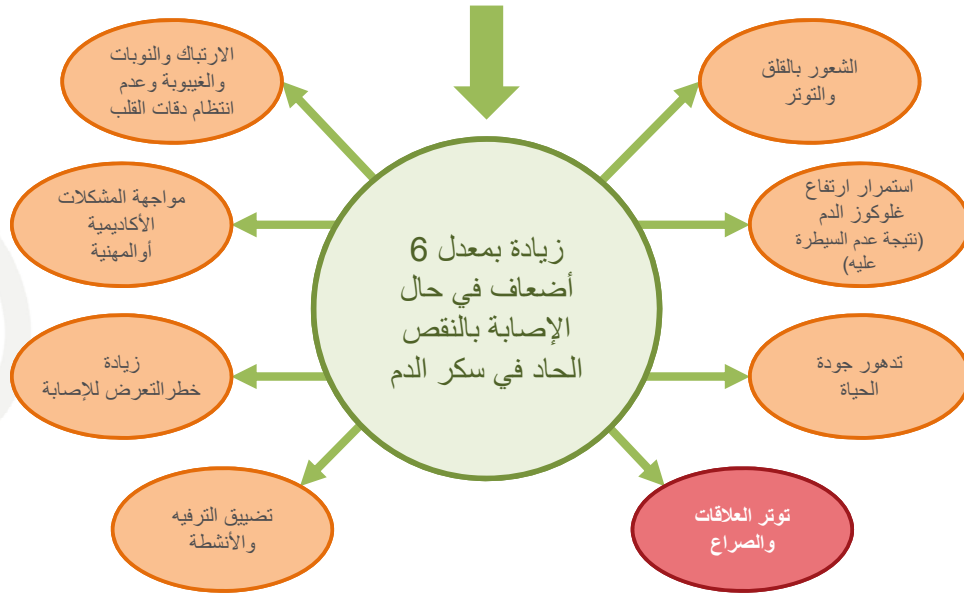 الشعور بالقلق
والتوتر
الارتباك والنوبات
والغيبوبة وعدم
انتظام دقات القلب
استمرار ارتفاع
غلوكوز الدم
(نتيجة عدم السيطرة
عليه)
مواجهة المشكلات
الأكاديمية
أوالمهنية
زيادة بمعدل 6
أضعاف في حال
الإصابة بالنقص
الحاد في سكر الدم
تدهور جودة
الحياة
زيادة
خطرالتعرض للإصابة
توتر العلاقات
والصراع
تضييق الترفيه
والأنشطة